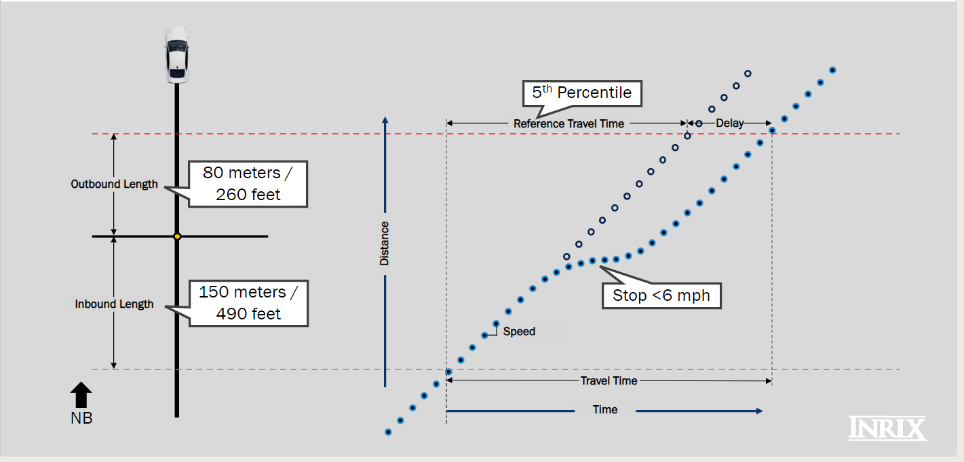 5th Percentile
Reference Travel Time
Delay
Outbound Length
80 meters /
260 feet
Distance
Inbound Length
150 meters /
490 feet
Stop <6 mph
Speed
Travel Time
Time
NB
INRIX